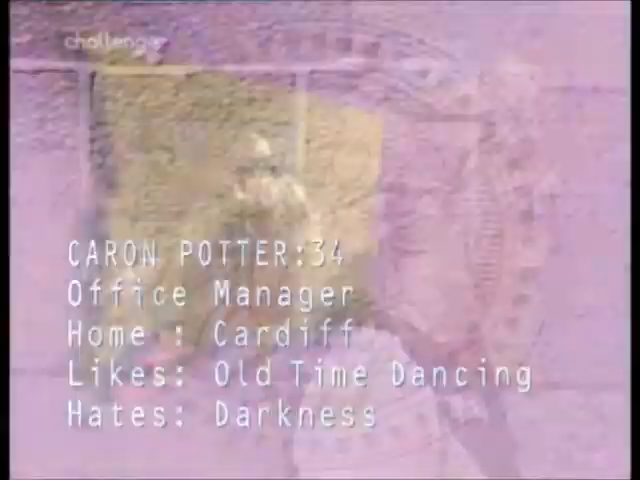 challenge
CARON POTTER:34
Office Manager
Home : Cardiff
Likes: Old Time Dancing
Hates: Darkness